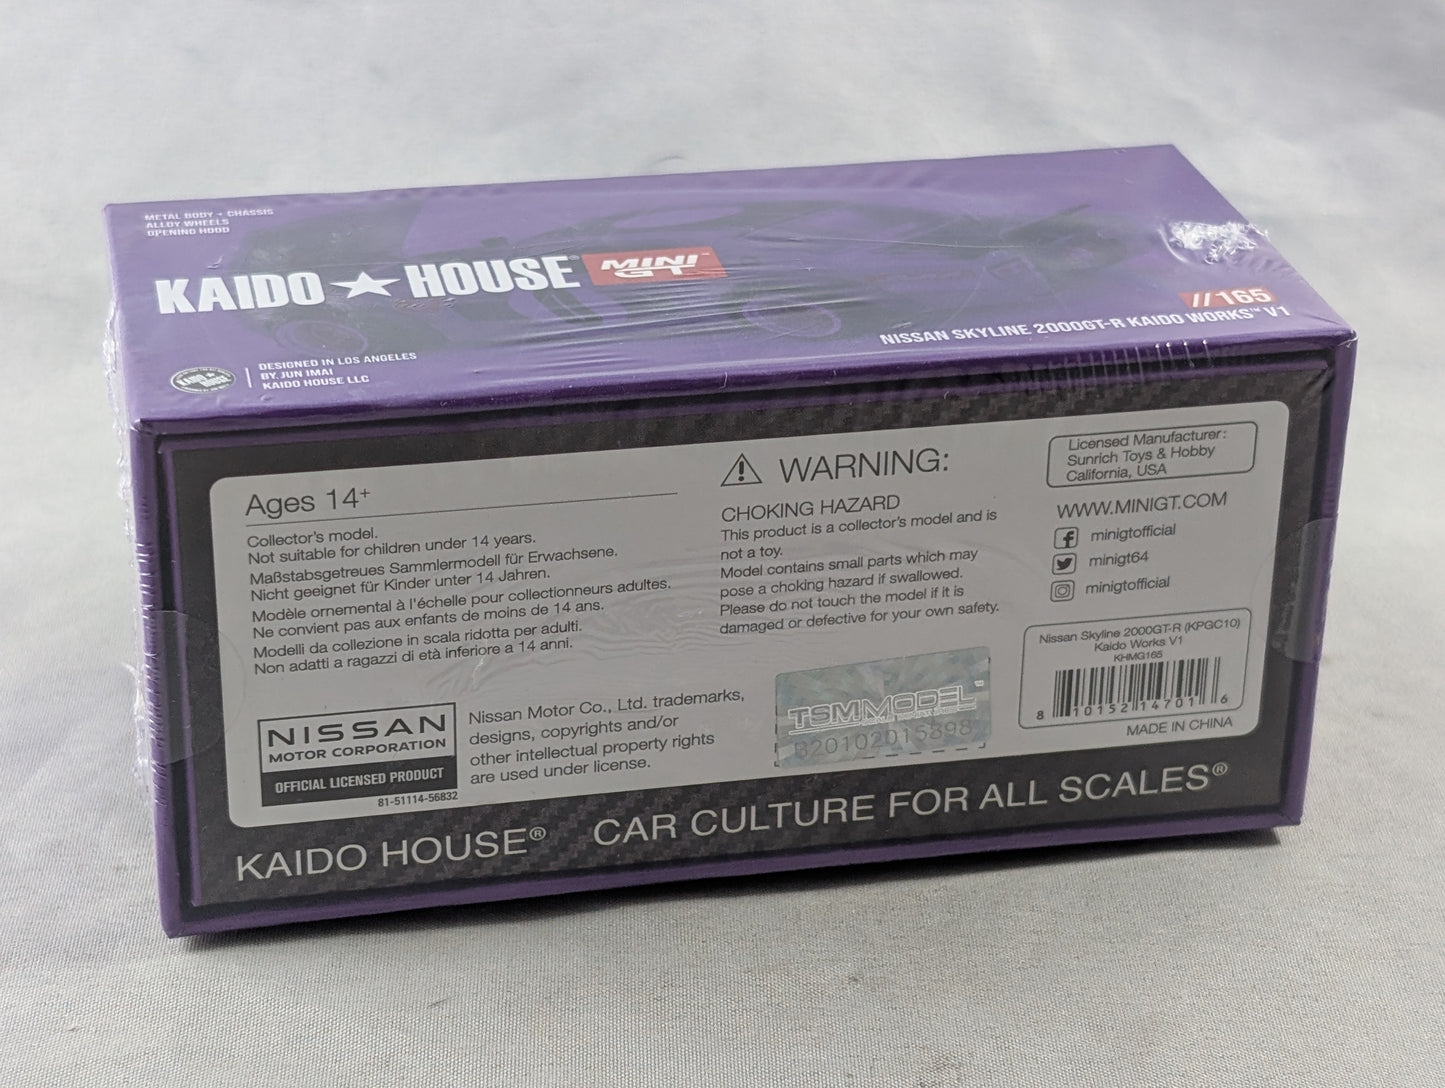 METAL BODY + CHASSIS
ALLOY WHEELS
OPENING HOOD
KAIDO★HOUSE®
MINI GT
//165
NISSAN SKYLINE 2000GT-R KAIDO WORKS™ V1
KAIDO HOUSE
DESIGNED IN LOS ANGELES
BY. JUN IMAI
KAIDO HOUSE LLC
Ages 14+
Collector's model.
Not suitable for children under 14 years.
Maßstabsgetreues Sammlermodell für Erwachsene.
Nicht geeignet für Kinder unter 14 Jahren.
Modèle ornemental à l'échelle pour collectionneurs adultes.
Ne convient pas aux enfants de moins de 14 ans.
Modelli da collezione in scala ridotta per adulti.
Non adatti a ragazzi di età inferiore a 14 anni.
NISSAN
MOTOR CORPORATION
OFFICIAL LICENSED PRODUCT
81-51114-56832
Nissan Motor Co., Ltd. trademarks,
designs, copyrights and/or
other intellectual property rights
are used under license.
WARNING:
CHOKING HAZARD
This product is a collector's model and is
not a toy.
Model contains small parts which may
pose a choking hazard if swallowed.
Please do not touch the model if it is
damaged or defective for your own safety.
TSMMODEL™
B20102015898
Licensed Manufacturer:
Sunrich Toys & Hobby
California, USA
WWW.MINIGT.COM
minigtofficial
minigt64
minigtofficial
Nissan Skyline 2000GT-R (KPGC10)
Kaido Works V1
KHMG165
8 10152 14701 6
MADE IN CHINA
KAIDO HOUSE® CAR CULTURE FOR ALL SCALES®